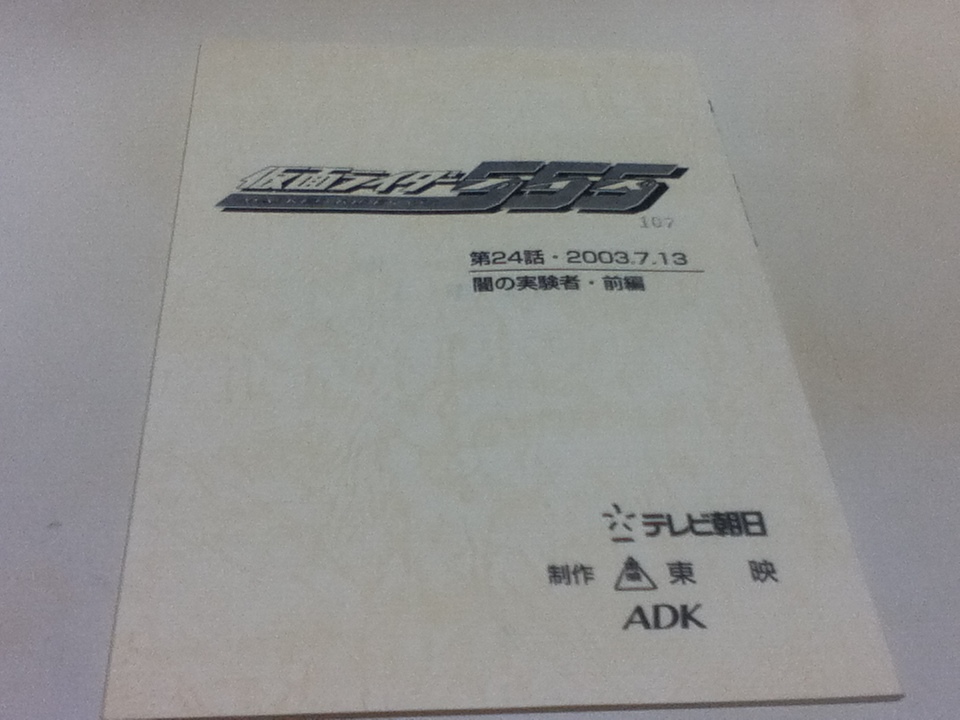 仮面ライダー555
107
第24話・2003.7.13
闇の実験者・前編
テレビ朝日
制作 東 映
ADK